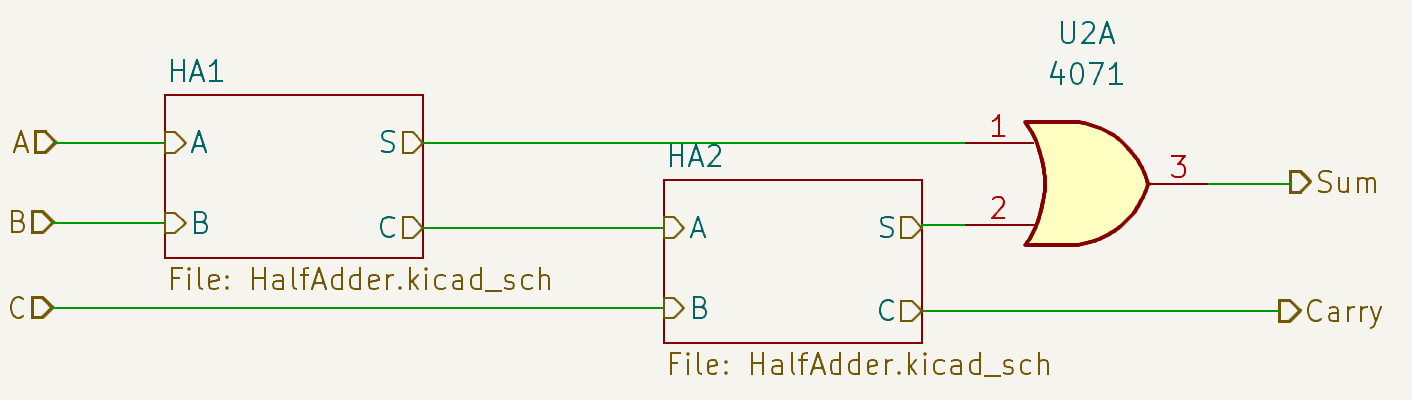 U2A
4071
HA1
A
A
S
1
HA2
3
Sum
B
B
C
A
S
2
File: HalfAdder.kicad_sch
C
B
C
Carry
File: HalfAdder.kicad_sch